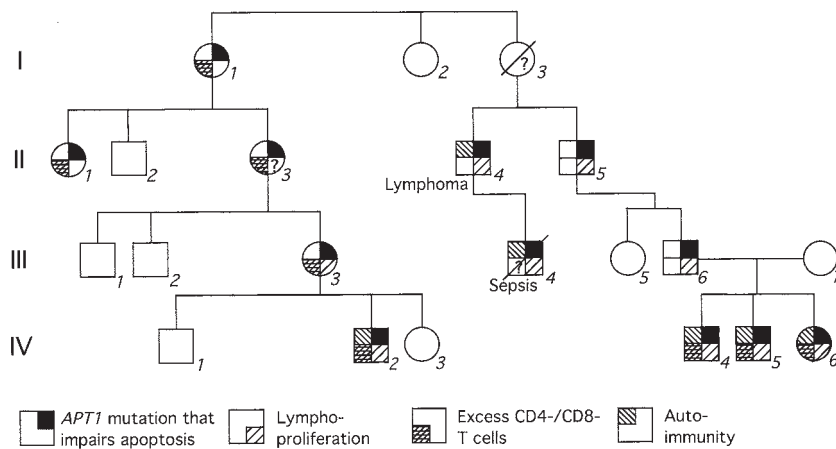 I
1
2
?
3
II
1
2
?
3
4
5
Lymphoma
III
1
2
3
?
4
5
6
Sepsis
IV
1
2
3
4
5
6
APT1 mutation that
impairs apoptosis
Lympho-
proliferation
Excess CD4-/CD8-
T cells
Auto-
immunity